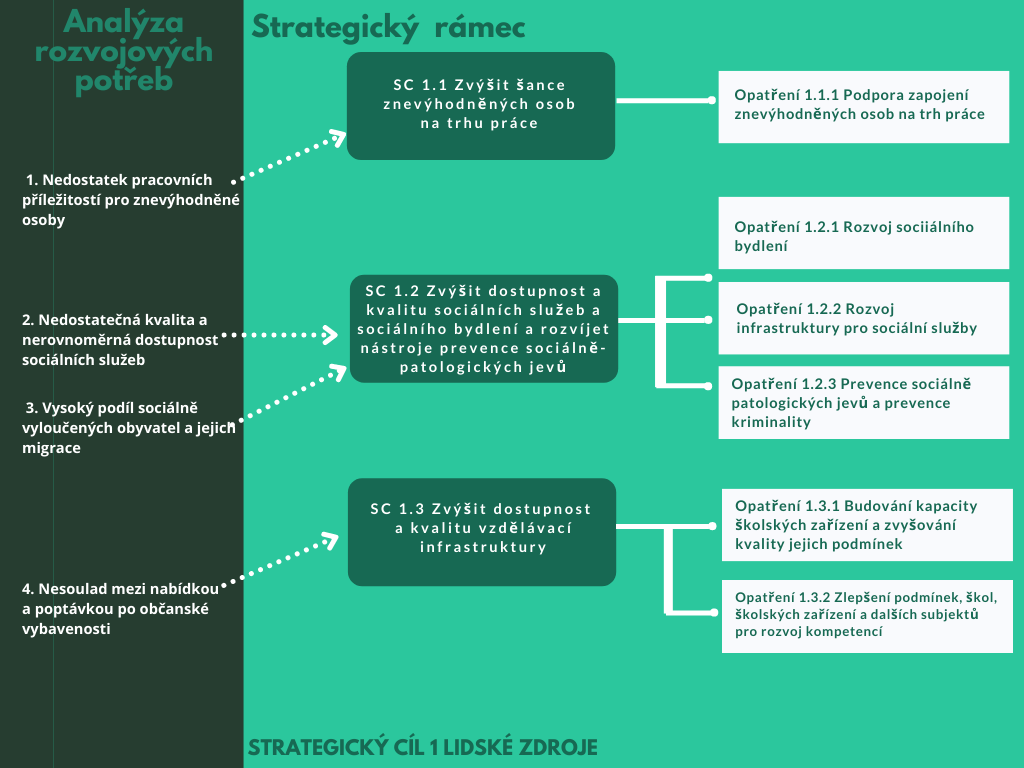 Analýza
rozvojových
potřeb
Strategický rámec
1. Nedostatek pracovních
příležitostí pro znevýhodněné
osoby
2. Nedostatečná kvalita a
nerovnoměrná dostupnost
sociálních služeb
3. Vysoký podíl sociálně
vyloučených obyvatel a jejich
migrace
4. Nesoulad mezi nabídkou
a poptávkou po občanské
vybavenosti
SC 1.1 Zvýšit šance
znevýhodněných osob
na trhu práce
Opatření 1.1.1 Podpora zapojení
znevýhodněných osob na trh práce
SC 1.2 Zvýšit dostupnost a
kvalitu sociálních služeb a
sociálního bydlení a rozvíjet
nástroje prevence sociálně-
patologických jevů
Opatření 1.2.1 Rozvoj sociiálního
bydlení
Opatření 1.2.2 Rozvoj
infrastruktury pro sociální služby
Opatření 1.2.3 Prevence sociálně
patologických jevů a prevence
kriminality
SC 1.3 Zvýšit dostupnost
a kvalitu vzdělávací
infrastruktury
Opatření 1.3.1 Budování kapacity
školských zařízení a zvyšování
kvality jejich podmínek
Opatření 1.3.2 Zlepšení podmínek, škol,
školských zařízení a dalších subjektů
pro rozvoj kompetencí
STRATEGICKÝ CÍL 1 LIDSKÉ ZDROJE